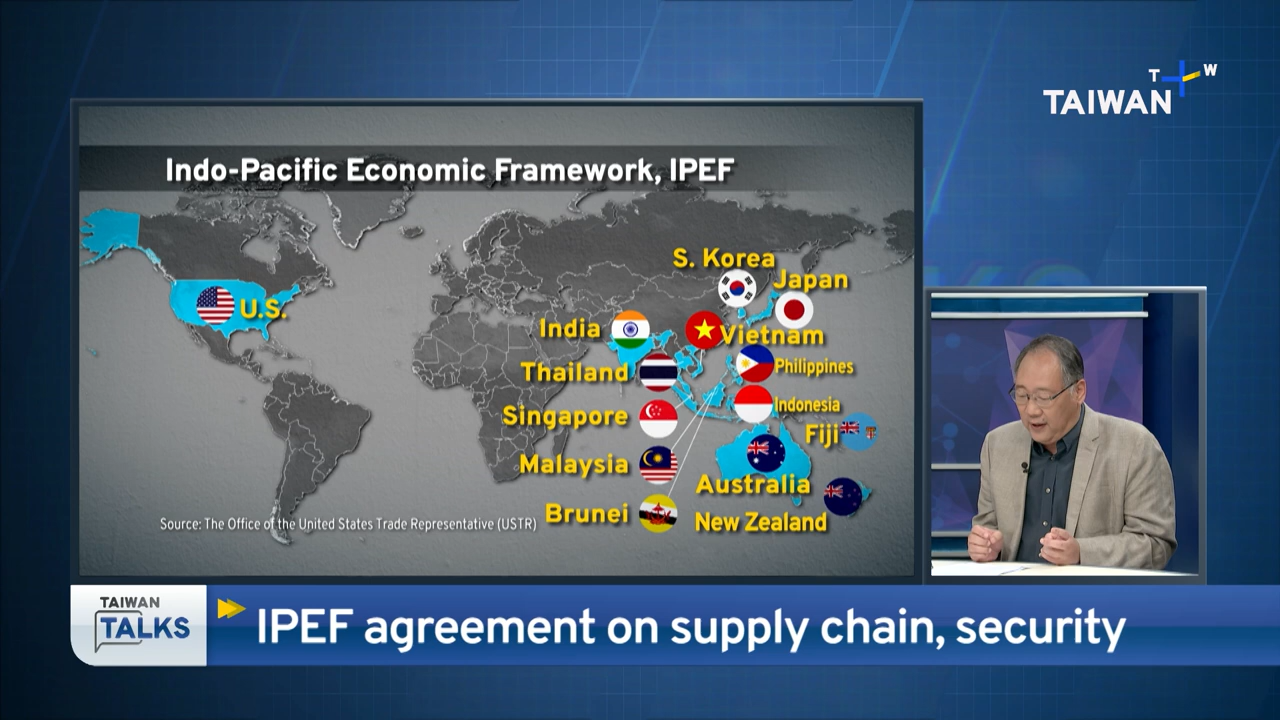 T W
TAIWAN
Indo-Pacific Economic Framework, IPEF
S. Korea
Japan
U.S.
India
Vietnam
Thailand
Philippines
Singapore
Indonesia
Fiji
Malaysia
Australia
Brunei
New Zealand
Source: The Office of the United States Trade Representative (USTR)
TAIWAN
TALKS
IPEF agreement on supply chain, security